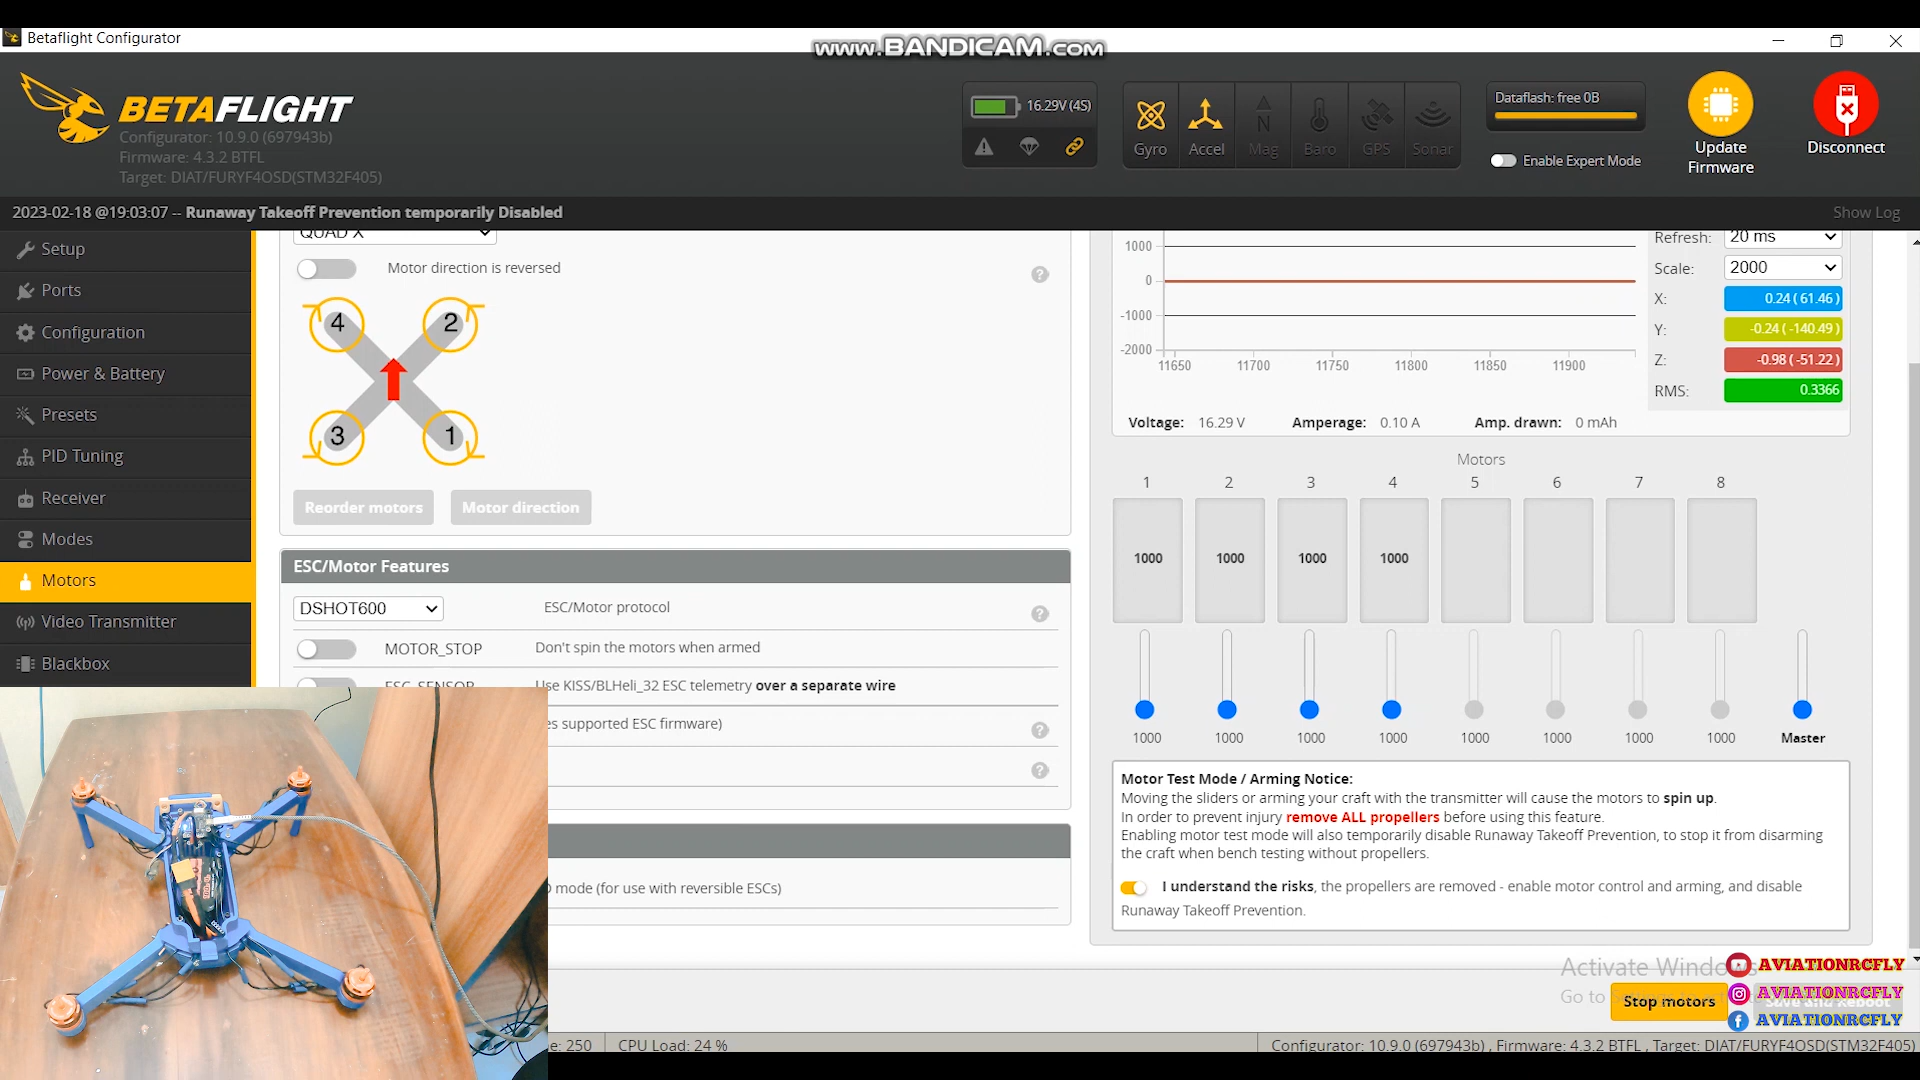 Betaflight Configurator
www.BANDICAM.com
BETAFLIGHT
Configurator: 10.9.0 (697943b)
Firmware: 4.3.2 BTFL
Target: DIAT/FURYF4OSD(STM32F405)
16.29V (4S)
Gyro
Accel
Mag
Baro
GPS
Sonar
Dataflash: free 0B
Enable Expert Mode
Update
Firmware
Disconnect
2023-02-18 @19:03:07 -- Runaway Takeoff Prevention temporarily Disabled
Show Log
Setup
Ports
Configuration
Power & Battery
Presets
PID Tuning
Receiver
Modes
Motors
Video Transmitter
Blackbox
QUAD X
Motor direction is reversed
4
2
3
1
Reorder motors
Motor direction
ESC/Motor Features
DSHOT600
ESC/Motor protocol
MOTOR_STOP
Don't spin the motors when armed
ESC_SENSOR
Use KISS/BLHeli_32 ESC telemetry over a separate wire
es supported ESC firmware)
mode (for use with reversible ESCs)
1000
0
-1000
-2000
11650
11700
11750
11800
11850
11900
Refresh: 20 ms
Scale: 2000
X: 0.24 ( 61.46 )
Y: -0.24 ( -140.49 )
Z: -0.98 ( -51.22 )
RMS: 0.3366
Voltage: 16.29 V
Amperage: 0.10 A
Amp. drawn: 0 mAh
Motors
1 2 3 4 5 6 7 8
1000 1000 1000 1000
1000 1000 1000 1000 1000 1000 1000 1000 Master
Motor Test Mode / Arming Notice:
Moving the sliders or arming your craft with the transmitter will cause the motors to spin up.
In order to prevent injury remove ALL propellers before using this feature.
Enabling motor test mode will also temporarily disable Runaway Takeoff Prevention, to stop it from disarming
the craft when bench testing without propellers.
I understand the risks, the propellers are removed - enable motor control and arming, and disable
Runaway Takeoff Prevention.
Activate Windows
Go to
Stop motors
Save and Reboot
AVIATIONRCFLY
AVIATIONRCFLY
AVIATIONRCFLY
e: 250
CPU Load: 24 %
Configurator: 10.9.0 (697943b) , Firmware: 4.3.2 BTFL , Target: DIAT/FURYF4OSD(STM32F405)